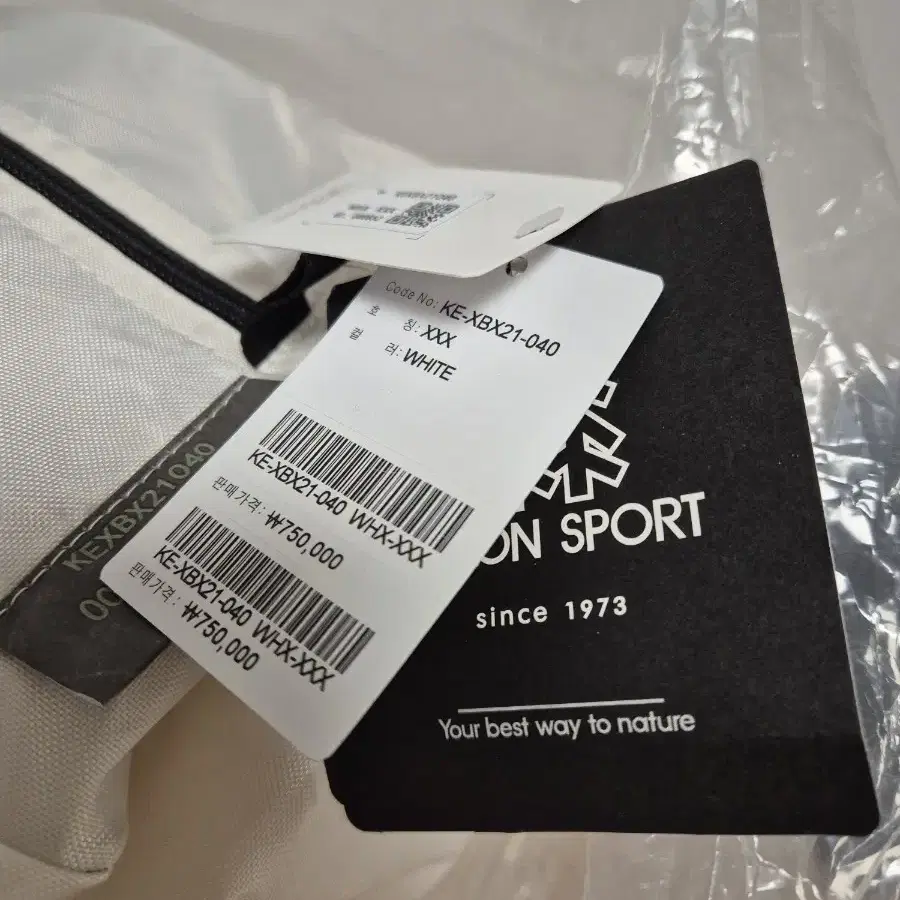 Code No: KE-XBX21-040
호 칭: XXX
컬 러: WHITE
KE-XBX21-040 WHX-XXX
판매가격: ₩750,000
KE-XBX21-040 WHX-XXX
판매가격: ₩750,000
KEXBX21040
ON SPORT
since 1973
Your best way to nature